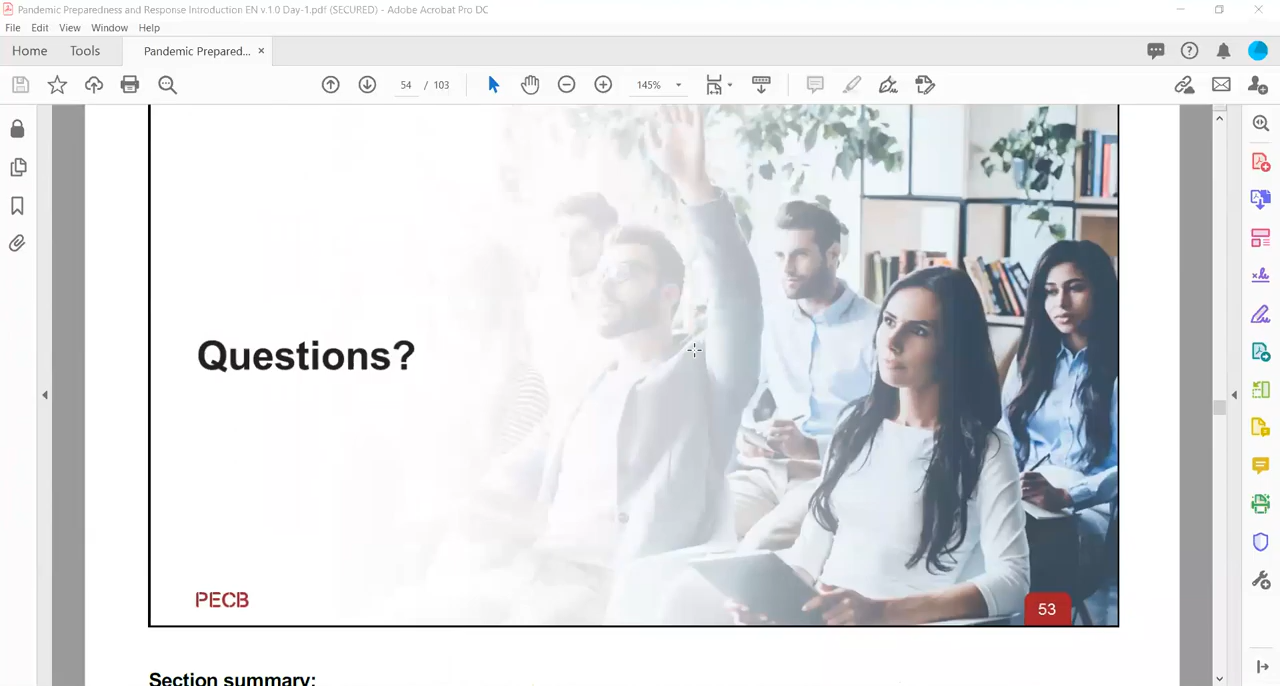 Pandemic Preparedness and Response Introduction EN v.1.0 Day-1.pdf (SECURED) - Adobe Acrobat Pro DC
File Edit View Window Help
Home Tools Pandemic Prepared... ×
54 / 103 145%
Questions?
PECB
53
Section summary: